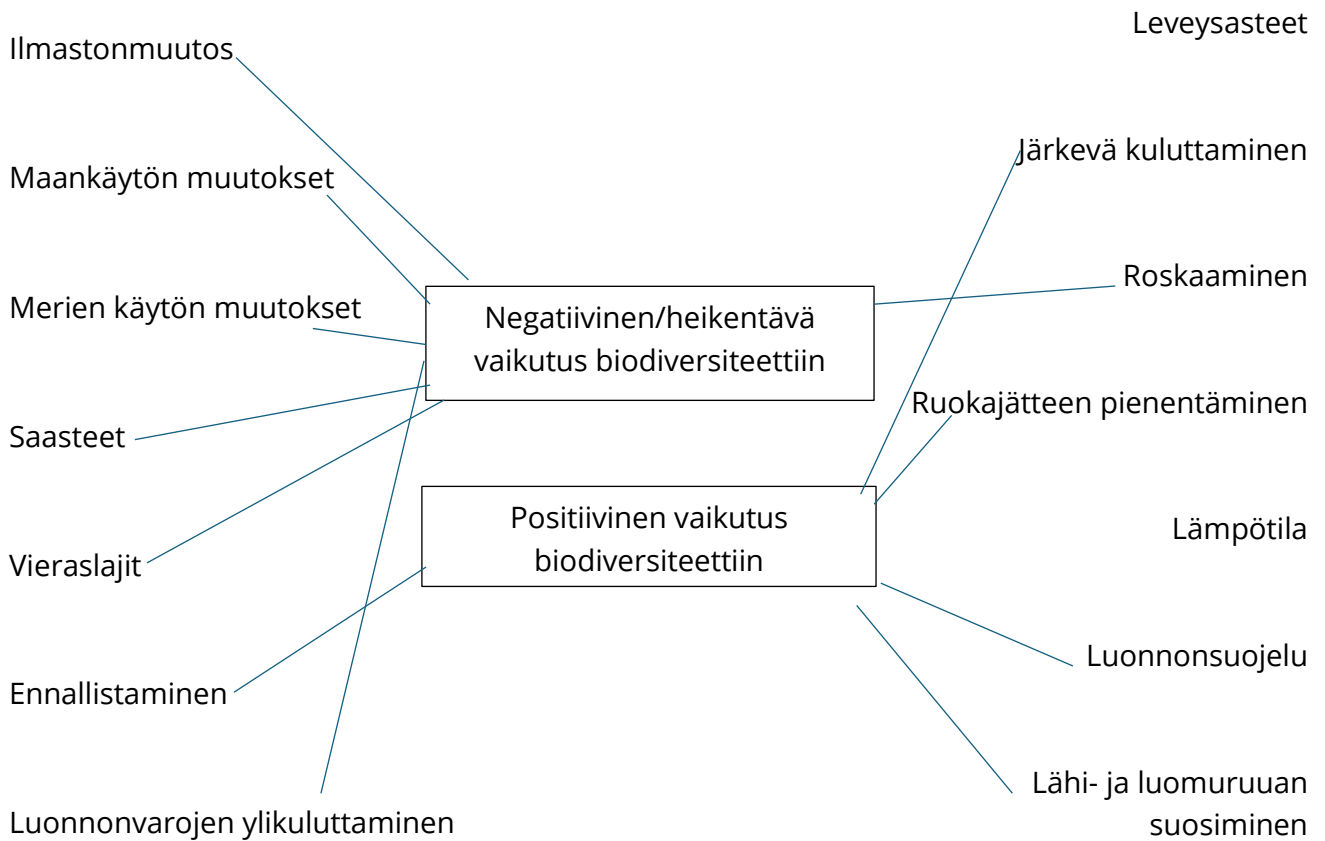 Leveysasteet
Ilmastonmuutos
Järkevä kuluttaminen
Maankäytön muutokset
Roskaaminen
Merien käytön muutokset
Negatiivinen/heikentävä
vaikutus biodiversiteettiin
Ruokajätteen pienentäminen
Saasteet
Positiivinen vaikutus
biodiversiteettiin
Lämpötila
Vieraslajit
Luonnonsuojelu
Ennallistaminen
Lähi- ja luomuruuan
suosiminen
Luonnonvarojen ylikuluttaminen